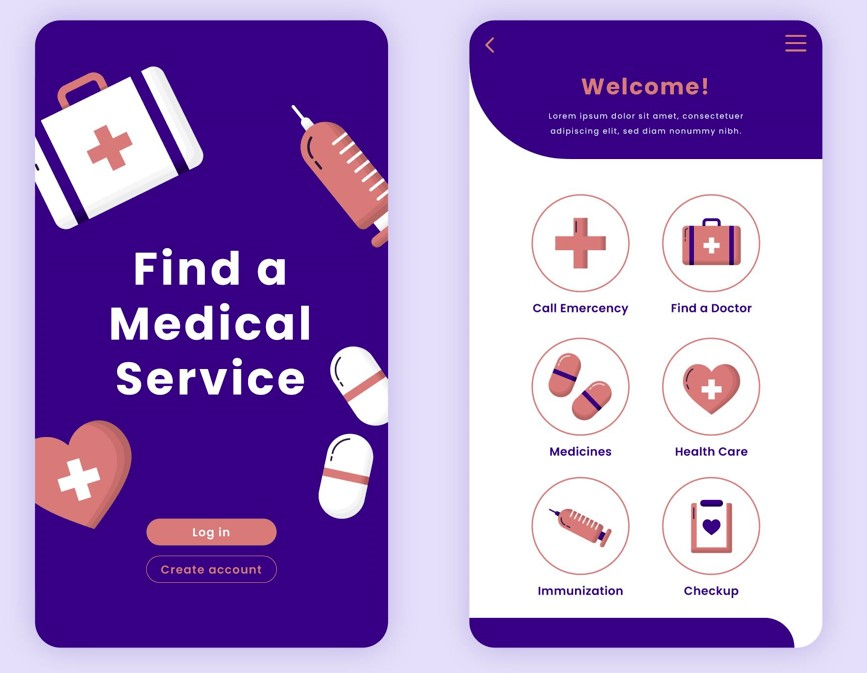 Find a
Medical
Service
Log in
Create account
Welcome!
Lorem ipsum dolor sit amet, consectetuer
adipiscing elit, sed diam nonummy nibh.
Call Emercency
Find a Doctor
Medicines
Health Care
Immunization
Checkup